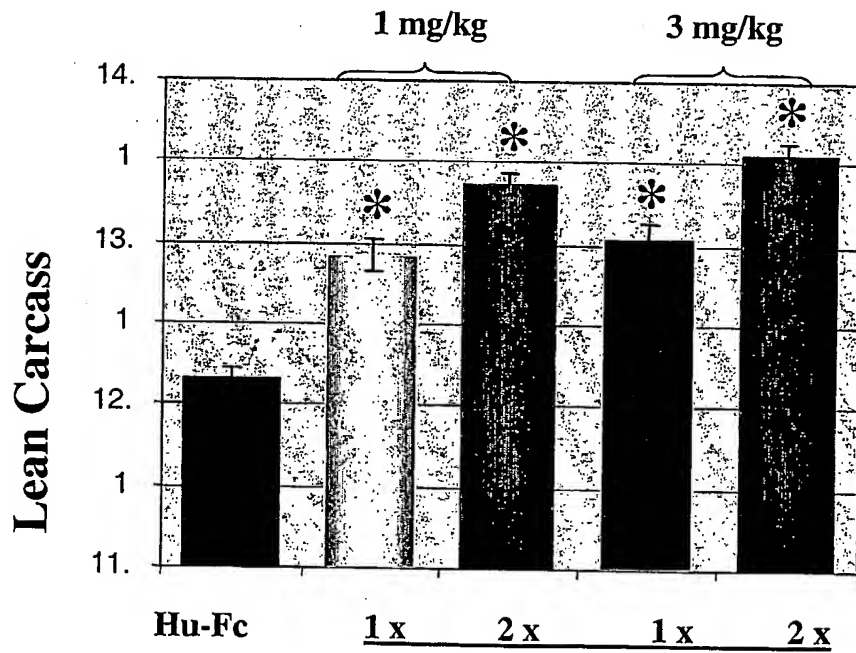 1 mg/kg 3 mg/kg
14.
1
13.
1
12.
1
11.
Lean Carcass
* * * *
Hu-Fc 1 x 2 x 1 x 2 x